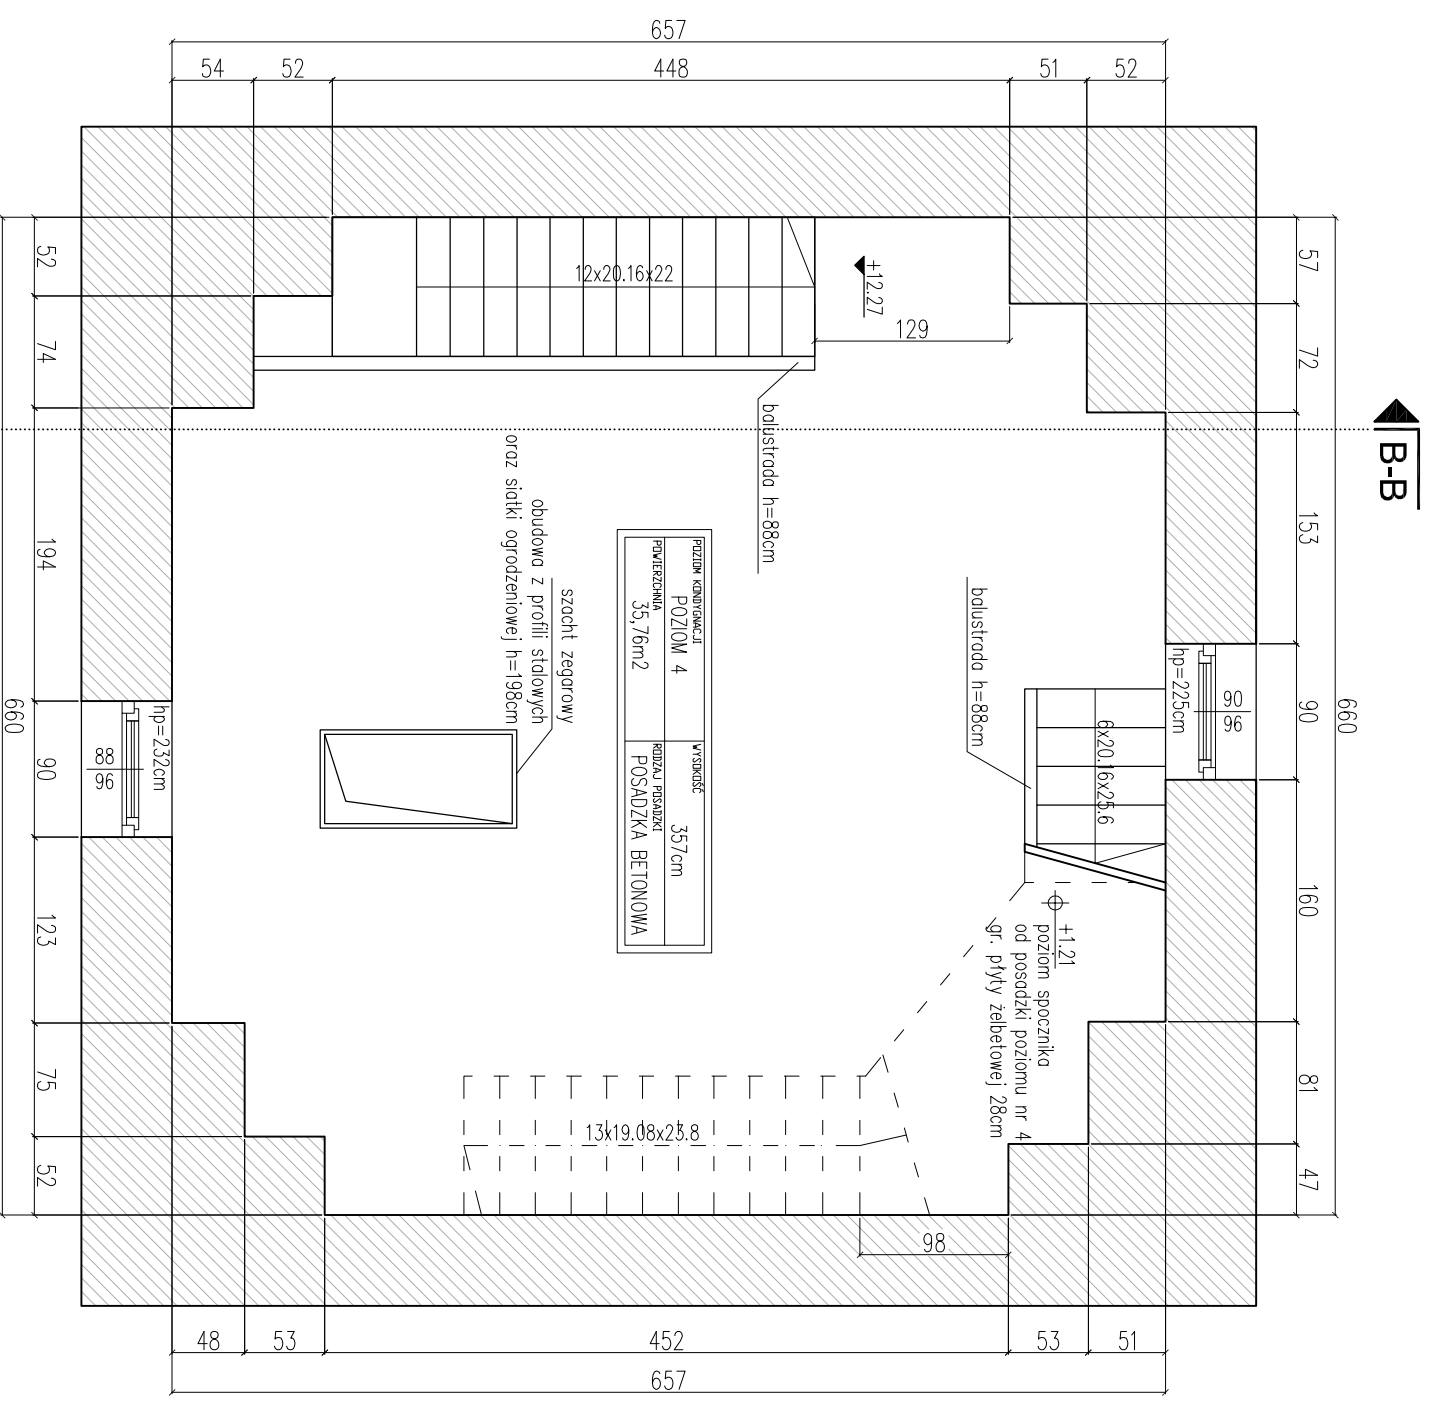 657
54
52
448
51
52
52
74
194
90
123
75
52
660
57
72
153
90
160
81
47
660
B-B
12x20.16x22
+12.27
129
balustrada h=88cm
balustrada h=88cm
6x20.16x25.6
hp=225cm
90
96
hp=232cm
88
96
szacht zegarowy
obudowa z profili stalowych
oraz siatki ogrodzeniowej h=198cm
POZIOM KONDYGNACJI
POZIOM 4
WYSOKOŚĆ
357cm
POWIERZCHNIA
35,76m2
RODZAJ POSADZKI
POSADZKA BETONOWA
+1.21
poziom spocznika
od posadzki poziomu nr 4
gr. płyty żelbetowej 28cm
13x19.08x23.8
98
48
53
452
53
51
657